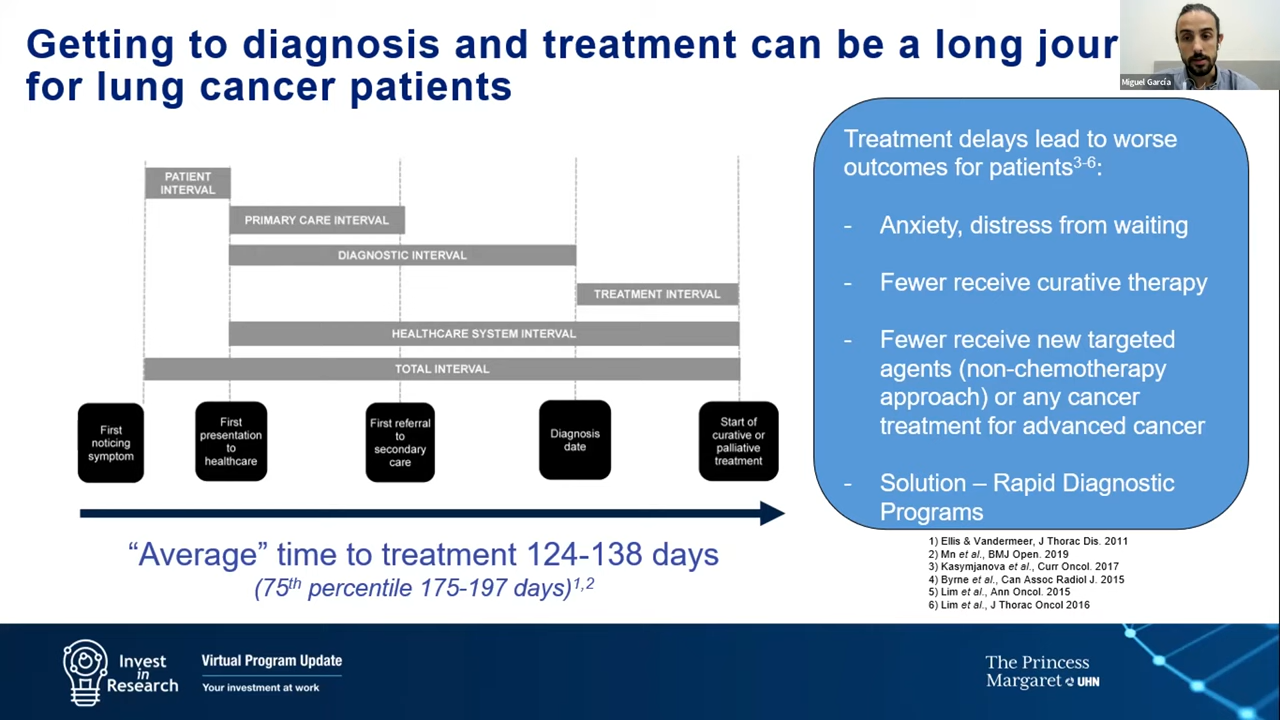 Getting to diagnosis and treatment can be a long jour
for lung cancer patients
Miguel García
PATIENT
INTERVAL
PRIMARY CARE INTERVAL
DIAGNOSTIC INTERVAL
TREATMENT INTERVAL
HEALTHCARE SYSTEM INTERVAL
TOTAL INTERVAL
First
noticing
symptom
First
presentation
to
healthcare
First referral
to
secondary
care
Diagnosis
date
Start of
curative or
palliative
treatment
“Average” time to treatment 124-138 days
(75th percentile 175-197 days)1,2
Treatment delays lead to worse
outcomes for patients3-6:
- Anxiety, distress from waiting
- Fewer receive curative therapy
- Fewer receive new targeted
agents (non-chemotherapy
approach) or any cancer
treatment for advanced cancer
- Solution – Rapid Diagnostic
Programs
1) Ellis & Vandermeer, J Thorac Dis. 2011
2) Mn et al., BMJ Open. 2019
3) Kasymjanova et al., Curr Oncol. 2017
4) Byrne et al., Can Assoc Radiol J. 2015
5) Lim et al., Ann Oncol. 2015
6) Lim et al., J Thorac Oncol 2016
Invest
in
Research
Virtual Program Update
Your investment at work
The Princess
Margaret UHN